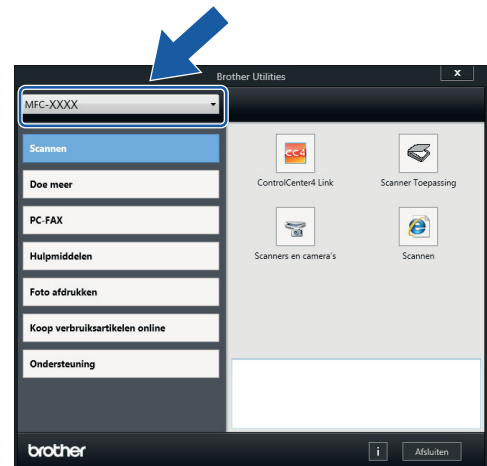 Brother Utilities
X
MFC-XXXX
Scannen
Doe meer
PC-FAX
Hulpmiddelen
Foto afdrukken
Koop verbruiksartikelen online
Ondersteuning
CC4
ControlCenter4 Link
Scanner Toepassing
Scanners en camera's
Scannen
brother
i
Afsluiten